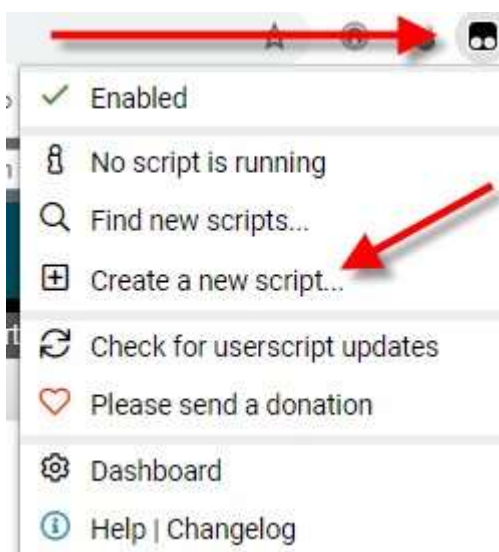 Enabled
No script is running
Find new scripts...
Create a new script...
Check for userscript updates
Please send a donation
Dashboard
Help | Changelog